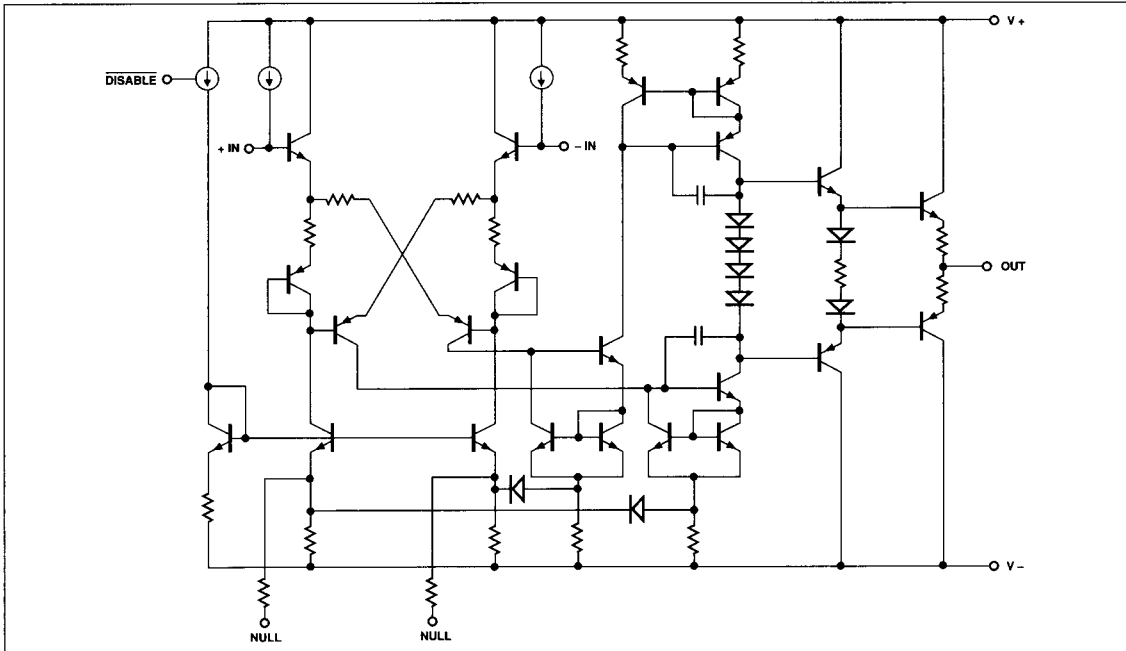 V+
DISABLE
+ IN
– IN
OUT
V–
NULL
NULL